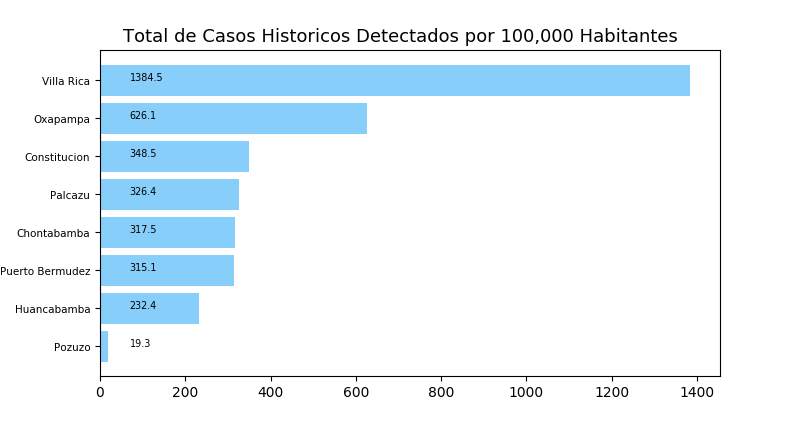 Total de Casos Historicos Detectados por 100,000 Habitantes
Villa Rica 1384.5
Oxapampa 626.1
Constitucion 348.5
Palcazu 326.4
Chontabamba 317.5
Puerto Bermudez 315.1
Huancabamba 232.4
Pozuzo 19.3
0 200 400 600 800 1000 1200 1400